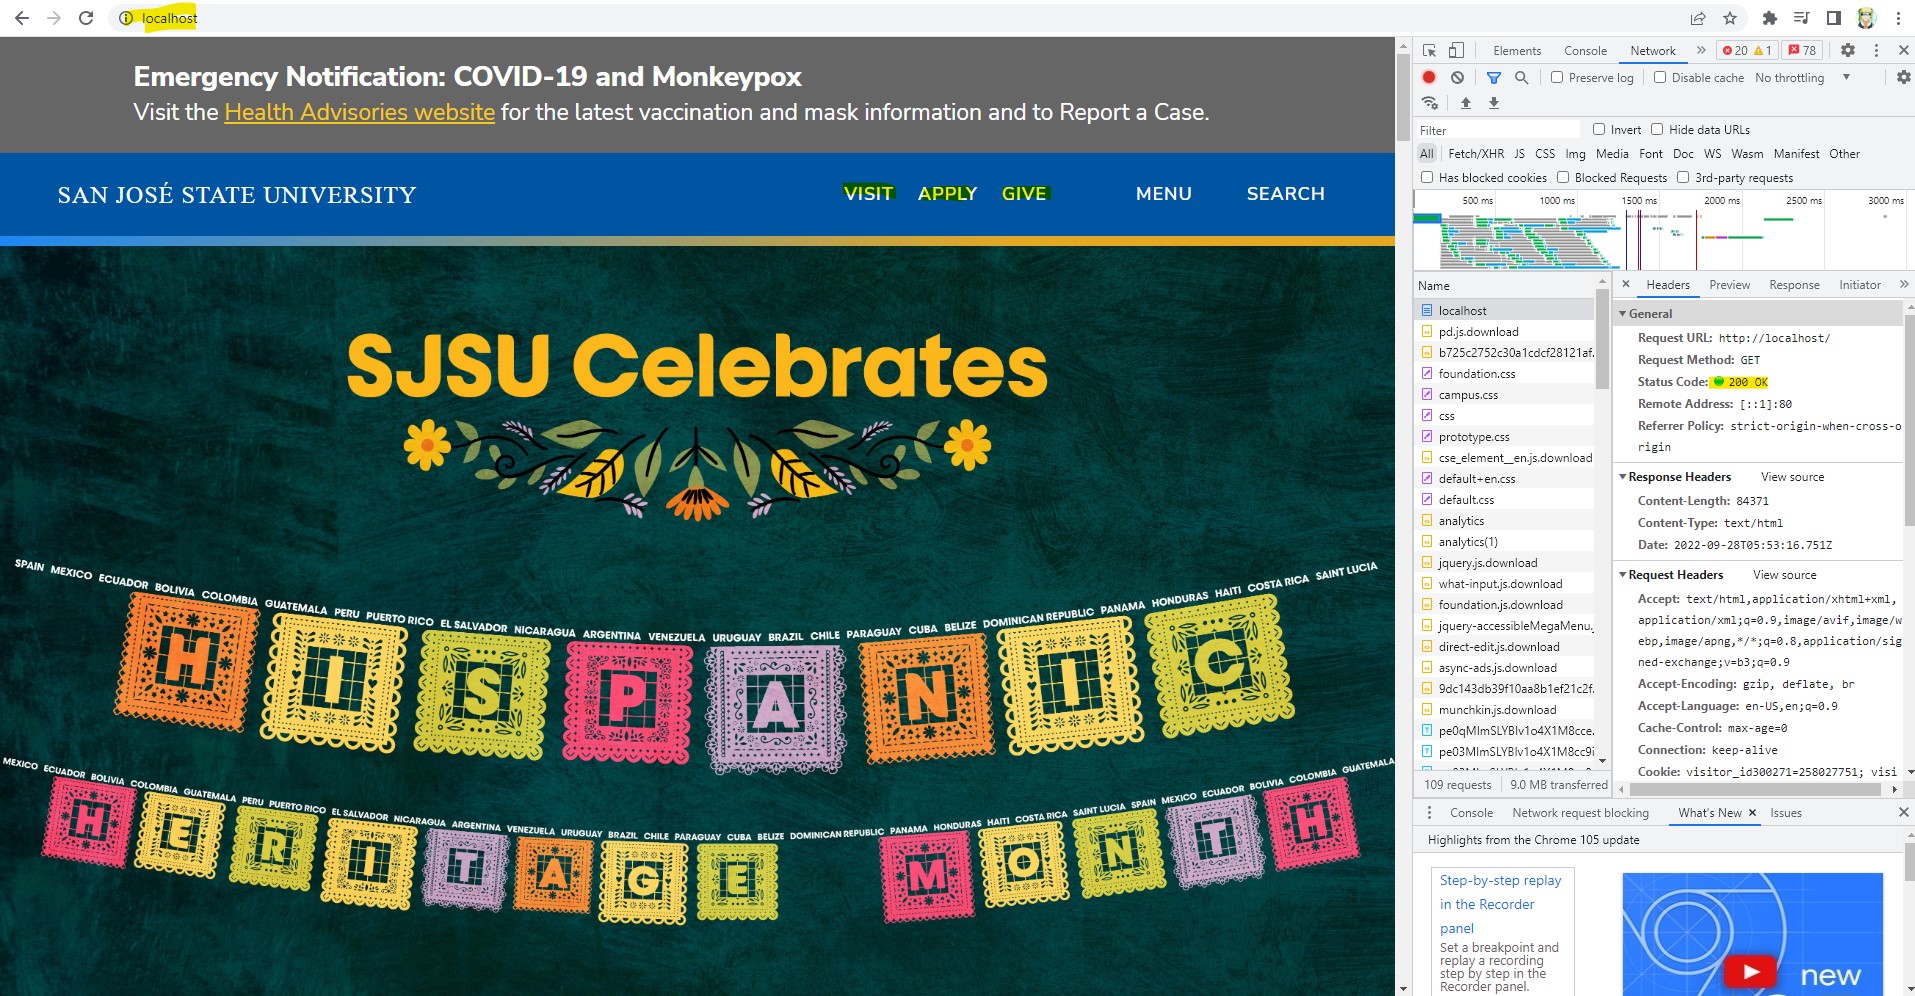 localhost
Emergency Notification: COVID-19 and Monkeypox
Visit the Health Advisories website for the latest vaccination and mask information and to Report a Case.
SAN JOSÉ STATE UNIVERSITY
VISIT APPLY GIVE MENU SEARCH
SJSU Celebrates
SPAIN MEXICO ECUADOR BOLIVIA COLOMBIA GUATEMALA PERU PUERTO RICO EL SALVADOR NICARAGUA ARGENTINA VENEZUELA URUGUAY BRAZIL CHILE PARAGUAY CUBA BELIZE DOMINICAN REPUBLIC PANAMA HONDURAS HAITI COSTA RICA SAINT LUCIA
HISPANIC
MEXICO ECUADOR BOLIVIA COLOMBIA GUATEMALA PERU PUERTO RICO EL SALVADOR NICARAGUA ARGENTINA VENEZUELA URUGUAY BRAZIL CHILE PARAGUAY CUBA BELIZE DOMINICAN REPUBLIC PANAMA HONDURAS HAITI COSTA RICA SAINT LUCIA SPAIN MEXICO ECUADOR BOLIVIA COLOMBIA GUATEMALA
HERITAGE MONTH
Elements Console Network 20 1 78
Preserve log Disable cache No throttling
Filter Invert Hide data URLs
All Fetch/XHR JS CSS Img Media Font Doc WS Wasm Manifest Other
Has blocked cookies Blocked Requests 3rd-party requests
500 ms 1000 ms 1500 ms 2000 ms 2500 ms 3000 ms
Name
localhost
pd.js.download
b725c2752c30a1cdcf28121af.
foundation.css
campus.css
css
prototype.css
cse_element__en.js.download
default+en.css
default.css
analytics
analytics(1)
jquery.js.download
what-input.js.download
foundation.js.download
jquery-accessibleMegaMenu.
direct-edit.js.download
async-ads.js.download
9dc143db39f10aa8b1ef21c2f.
munchkin.js.download
pe0qMImSLYBIv1o4X1M8cce.
pe03MImSLYBIv1o4X1M8cc9i
109 requests 9.0 MB transferred
Headers Preview Response Initiator
General
Request URL: http://localhost/
Request Method: GET
Status Code: 200 OK
Remote Address: [::1]:80
Referrer Policy: strict-origin-when-cross-o
rigin
Response Headers View source
Content-Length: 84371
Content-Type: text/html
Date: 2022-09-28T05:53:16.751Z
Request Headers View source
Accept: text/html,application/xhtml+xml,
application/xml;q=0.9,image/avif,image/w
ebp,image/apng,*/*;q=0.8,application/sig
ned-exchange;v=b3;q=0.9
Accept-Encoding: gzip, deflate, br
Accept-Language: en-US,en;q=0.9
Cache-Control: max-age=0
Connection: keep-alive
Cookie: visitor_id300271=258027751; visi
Console Network request blocking What's New Issues
Highlights from the Chrome 105 update
Step-by-step replay
in the Recorder
panel
Set a breakpoint and
replay a recording
step by step in the
Recorder panel.
new